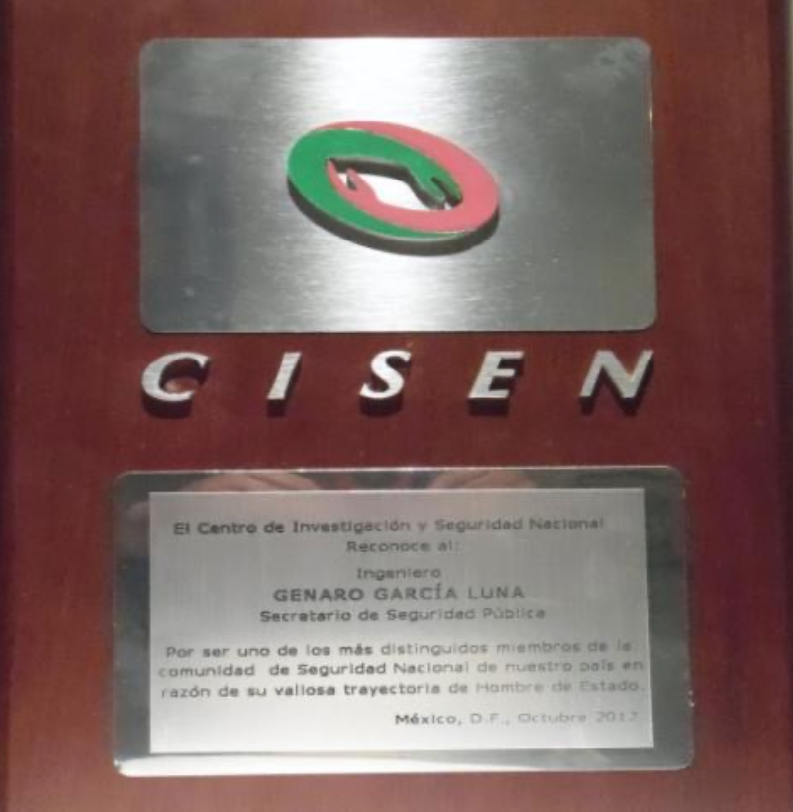 CISEN
El Centro de Investigación y Seguridad Nacional
Reconoce al:
Ingeniero
GENARO GARCÍA LUNA
Secretario de Seguridad Pública
Por ser uno de los más distinguidos miembros de la
comunidad de Seguridad Nacional de nuestro país en
razón de su valiosa trayectoria de Hombre de Estado.
México, D.F., Octubre 2012